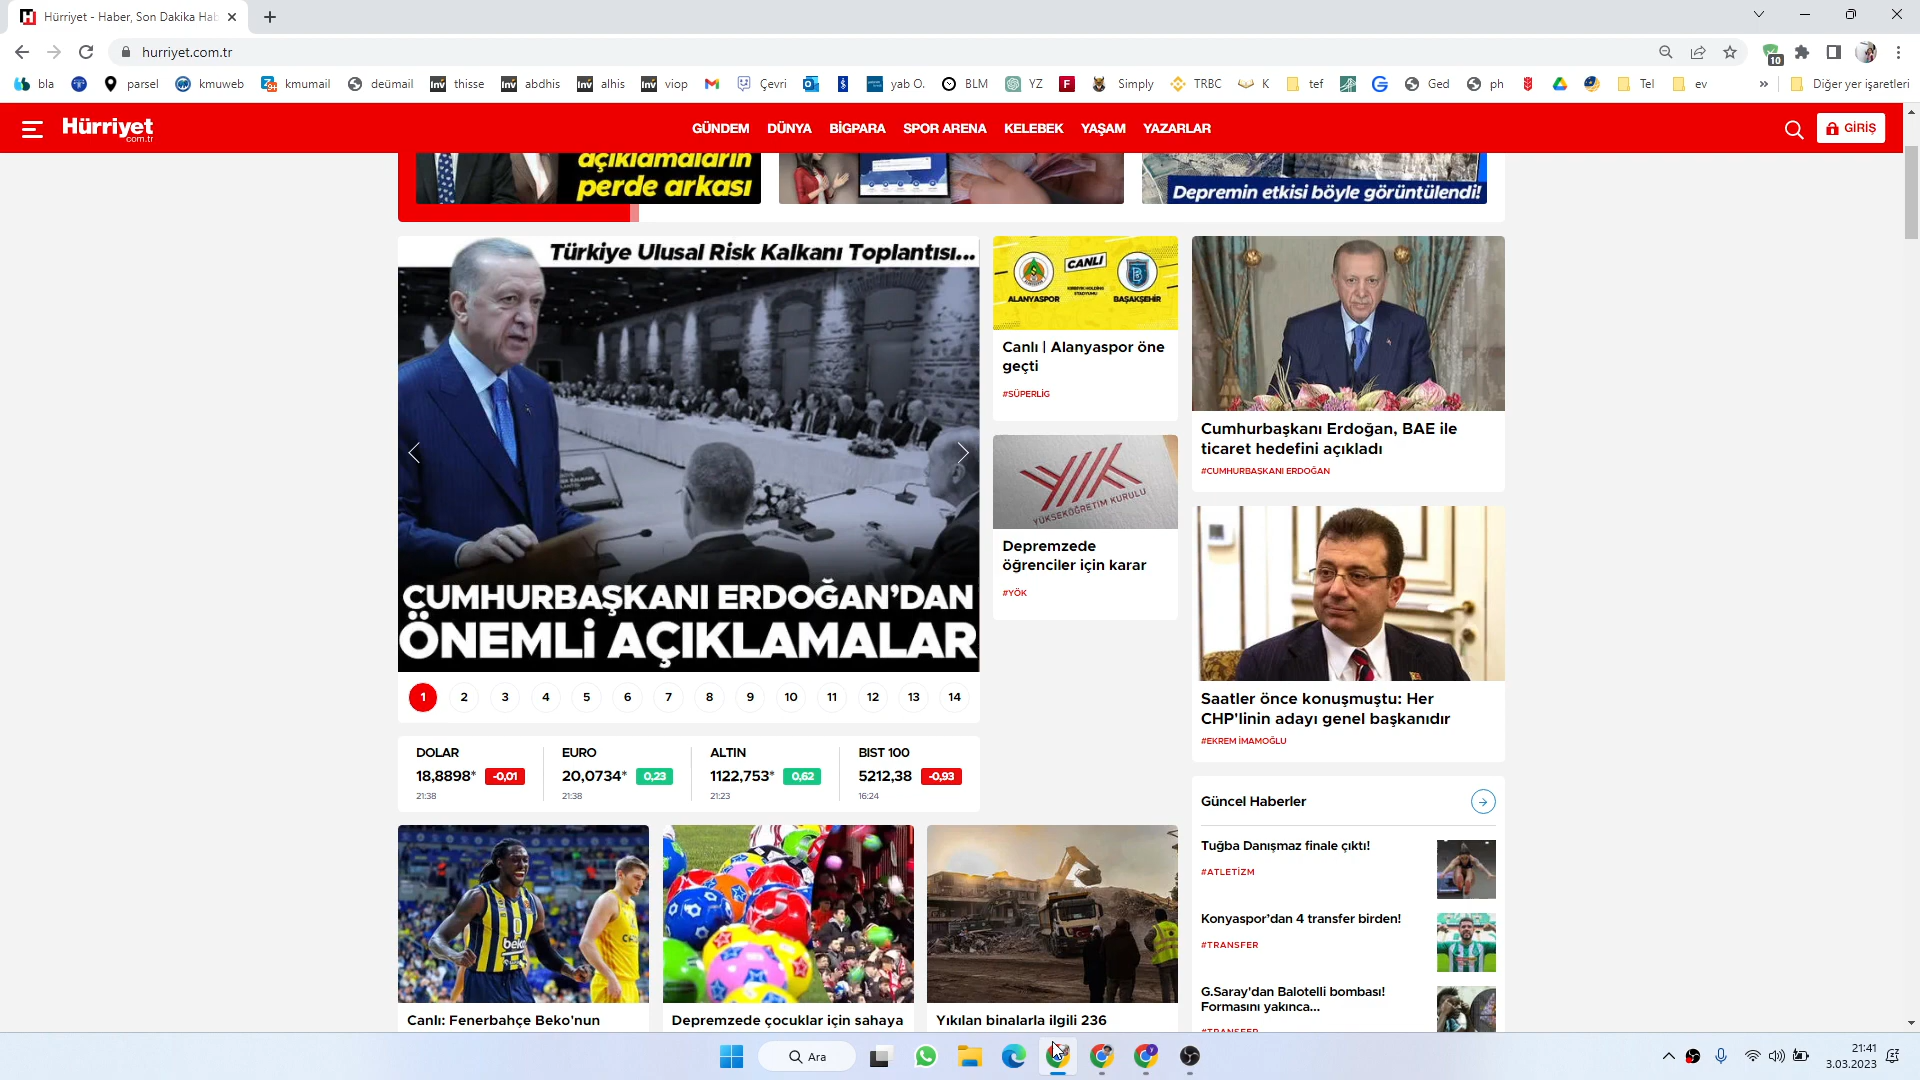 Hürriyet - Haber, Son Dakika Hab
hurriyet.com.tr
10
bla
parsel
kmuweb
kmumail
deümail
thisse
abdhis
alhis
viop
Çevri
yab O.
BLM
YZ
Simply
TRBC
K
tef
Ged
ph
Tel
ev
»
Diğer yer işaretleri
Hürriyet
com.tr
GÜNDEM
DÜNYA
BİGPARA
SPOR ARENA
KELEBEK
YAŞAM
YAZARLAR
GİRİŞ
açıklamaların
perde arkası
Depremin etkisi böyle görüntülendi!
Türkiye Ulusal Risk Kalkanı Toplantısı...
CUMHURBAŞKANI ERDOĞAN'DAN
ÖNEMLİ AÇIKLAMALAR
1 2 3 4 5 6 7 8 9 10 11 12 13 14
CANLI
ALANYASPOR
BAŞAKŞEHİR
Canlı | Alanyaspor öne
geçti
#SÜPERLİG
YÜKSEKÖĞRETİM KURULU
Depremzede
öğrenciler için karar
#YÖK
Cumhurbaşkanı Erdoğan, BAE ile
ticaret hedefini açıkladı
#CUMHURBAŞKANI ERDOĞAN
Saatler önce konuşmuştu: Her
CHP'linin adayı genel başkanıdır
#EKREM İMAMOĞLU
DOLAR
18,8898* -0,01
21:38
EURO
20,0734* 0,23
21:38
ALTIN
1122,753* 0,62
21:23
BIST 100
5212,38 -0,93
16:24
beko
Canlı: Fenerbahçe Beko'nun
Depremzede çocuklar için sahaya
Yıkılan binalarla ilgili 236
Güncel Haberler
Tuğba Danışmaz finale çıktı!
#ATLETİZM
Konyaspor'dan 4 transfer birden!
#TRANSFER
G.Saray'dan Balotelli bombası!
Formasını yakınca...
#TRANSFER
Ara
21:41
3.03.2023